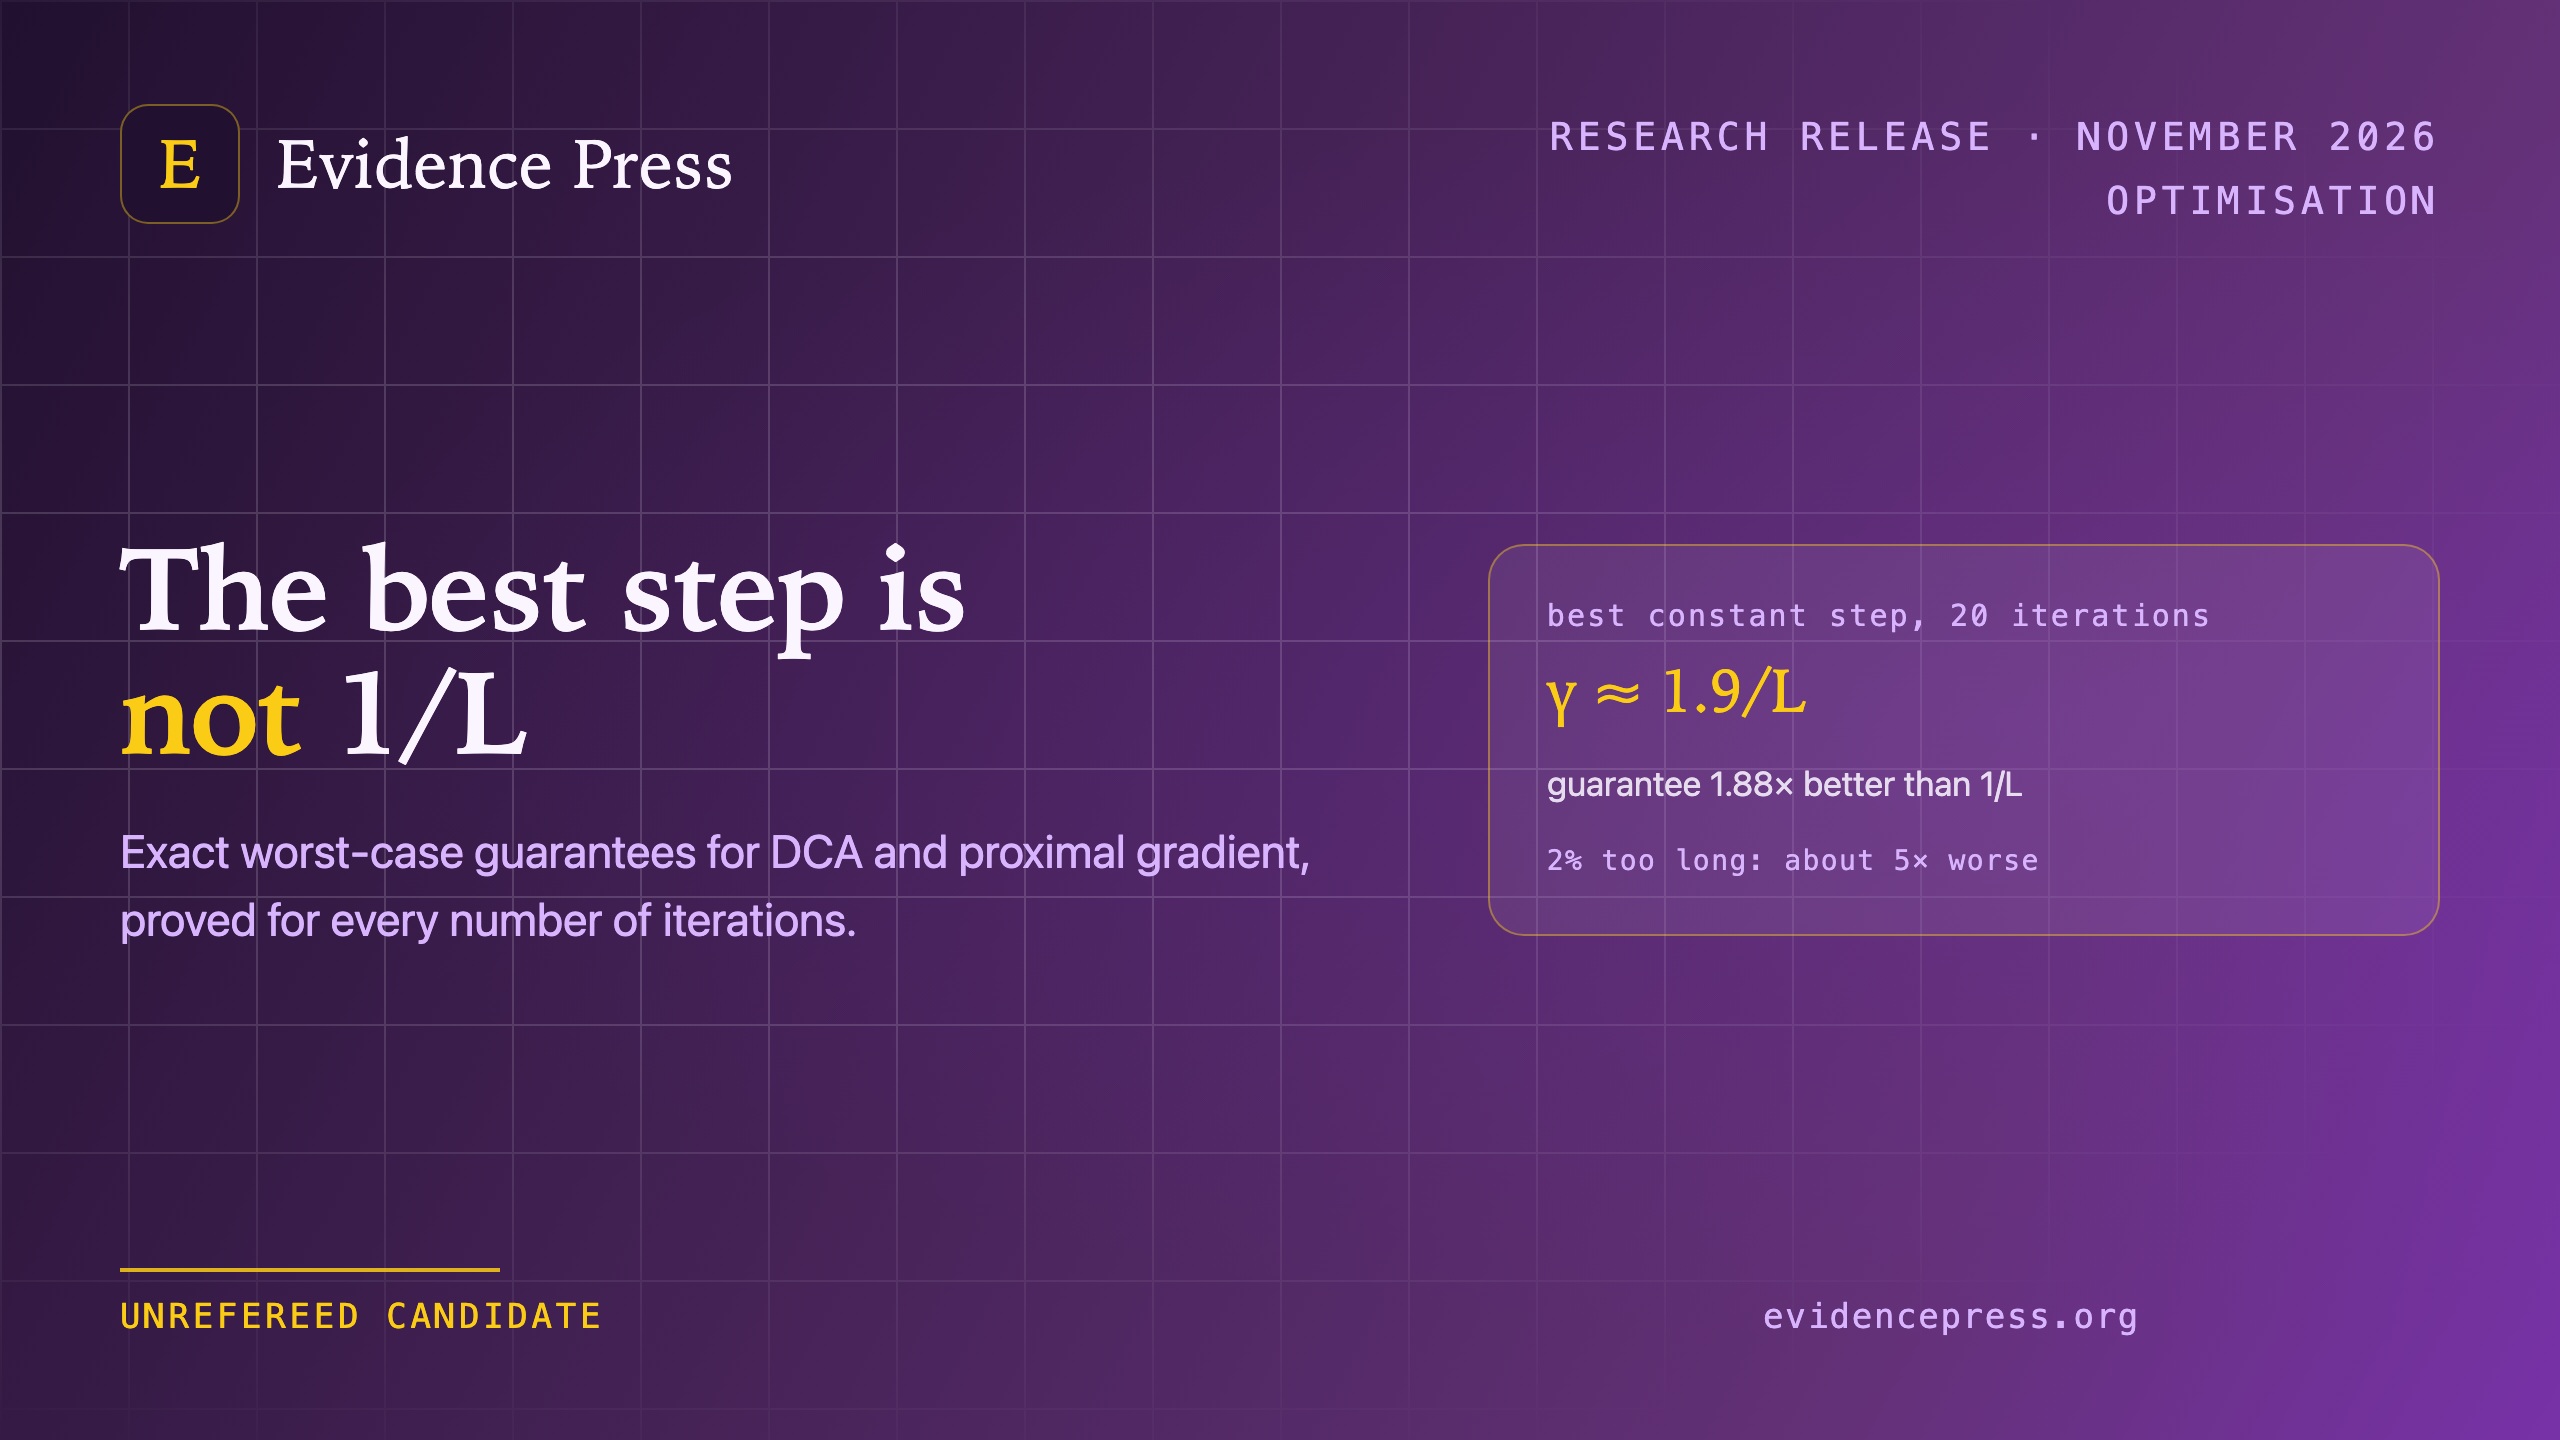 E
Evidence Press
RESEARCH RELEASE · NOVEMBER 2026
OPTIMISATION
The best step is
not 1/L
Exact worst-case guarantees for DCA and proximal gradient,
proved for every number of iterations.
best constant step, 20 iterations
γ ≈ 1.9/L
guarantee 1.88× better than 1/L
2% too long: about 5× worse
UNREFEREED CANDIDATE
evidencepress.org